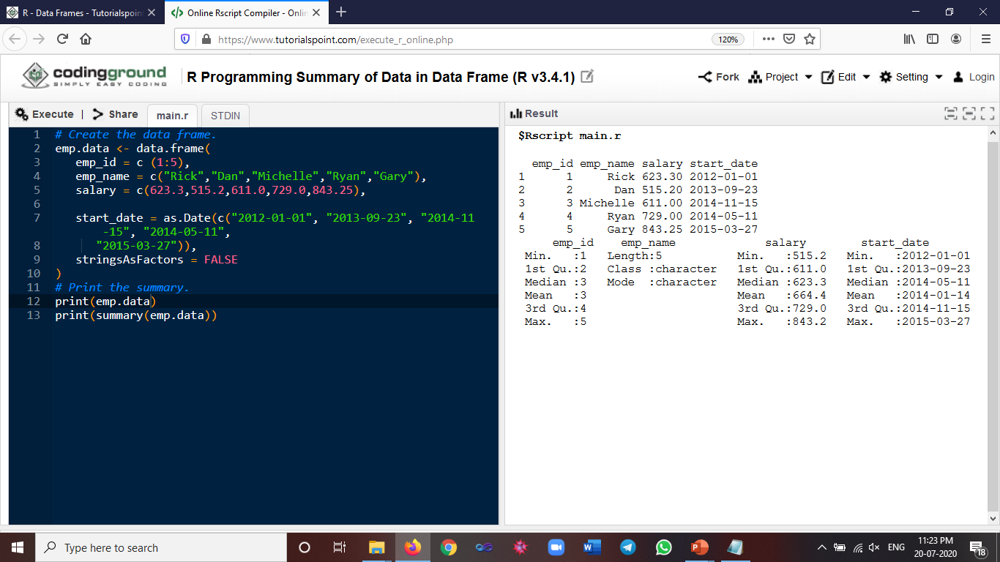 R - Data Frames - Tutorialspoin
Online Rscript Compiler - Onlin
https://www.tutorialspoint.com/execute_r_online.php
120%
codingground
SIMPLY EASY CODING
R Programming Summary of Data in Data Frame (R v3.4.1)
Fork Project Edit Setting Login
Execute | Share main.r STDIN
1 # Create the data frame.
2 emp.data <- data.frame(
3 emp_id = c (1:5),
4 emp_name = c("Rick","Dan","Michelle","Ryan","Gary"),
5 salary = c(623.3,515.2,611.0,729.0,843.25),
6
7 start_date = as.Date(c("2012-01-01", "2013-09-23", "2014-11
-15", "2014-05-11",
8 "2015-03-27")),
9 stringsAsFactors = FALSE
10 )
11 # Print the summary.
12 print(emp.data)
13 print(summary(emp.data))
Result
$Rscript main.r
emp_id emp_name salary start_date
1 1 Rick 623.30 2012-01-01
2 2 Dan 515.20 2013-09-23
3 3 Michelle 611.00 2014-11-15
4 4 Ryan 729.00 2014-05-11
5 5 Gary 843.25 2015-03-27
emp_id emp_name salary start_date
Min. :1 Length:5 Min. :515.2 Min. :2012-01-01
1st Qu.:2 Class :character 1st Qu.:611.0 1st Qu.:2013-09-23
Median :3 Mode :character Median :623.3 Median :2014-05-11
Mean :3 Mean :664.4 Mean :2014-01-14
3rd Qu.:4 3rd Qu.:729.0 3rd Qu.:2014-11-15
Max. :5 Max. :843.2 Max. :2015-03-27
Type here to search
ENG
11:23 PM
20-07-2020
18